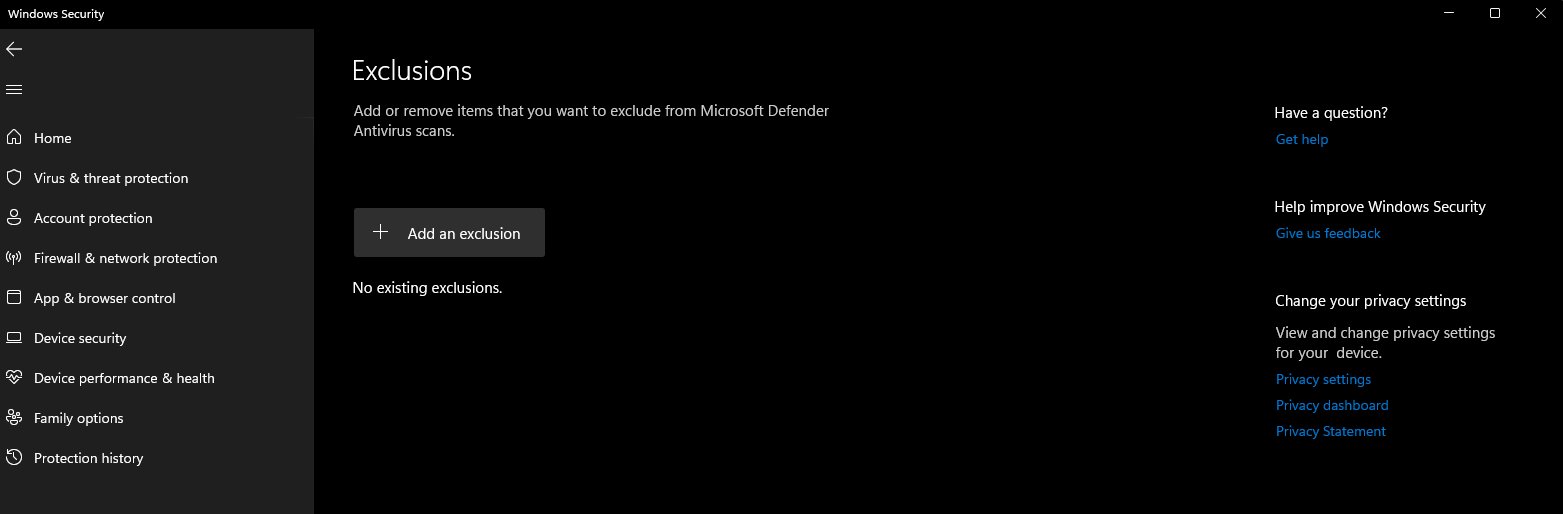 Windows Security
Home
Virus & threat protection
Account protection
Firewall & network protection
App & browser control
Device security
Device performance & health
Family options
Protection history
Exclusions
Add or remove items that you want to exclude from Microsoft Defender
Antivirus scans.
Add an exclusion
No existing exclusions.
Have a question?
Get help
Help improve Windows Security
Give us feedback
Change your privacy settings
View and change privacy settings
for your  device.
Privacy settings
Privacy dashboard
Privacy Statement